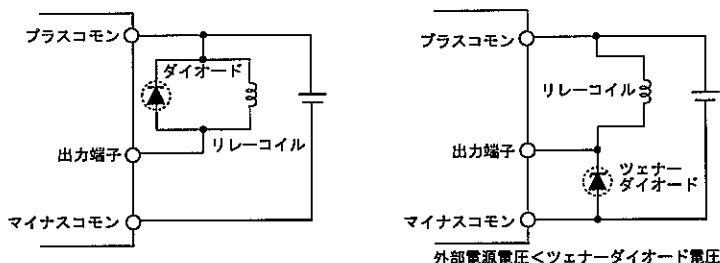 プラスコモン
ダイオード
リレーコイル
出力端子
マイナスコモン
プラスコモン
リレーコイル
出力端子
ツェナー
ダイオード
マイナスコモン
外部電源電圧<ツェナーダイオード電圧